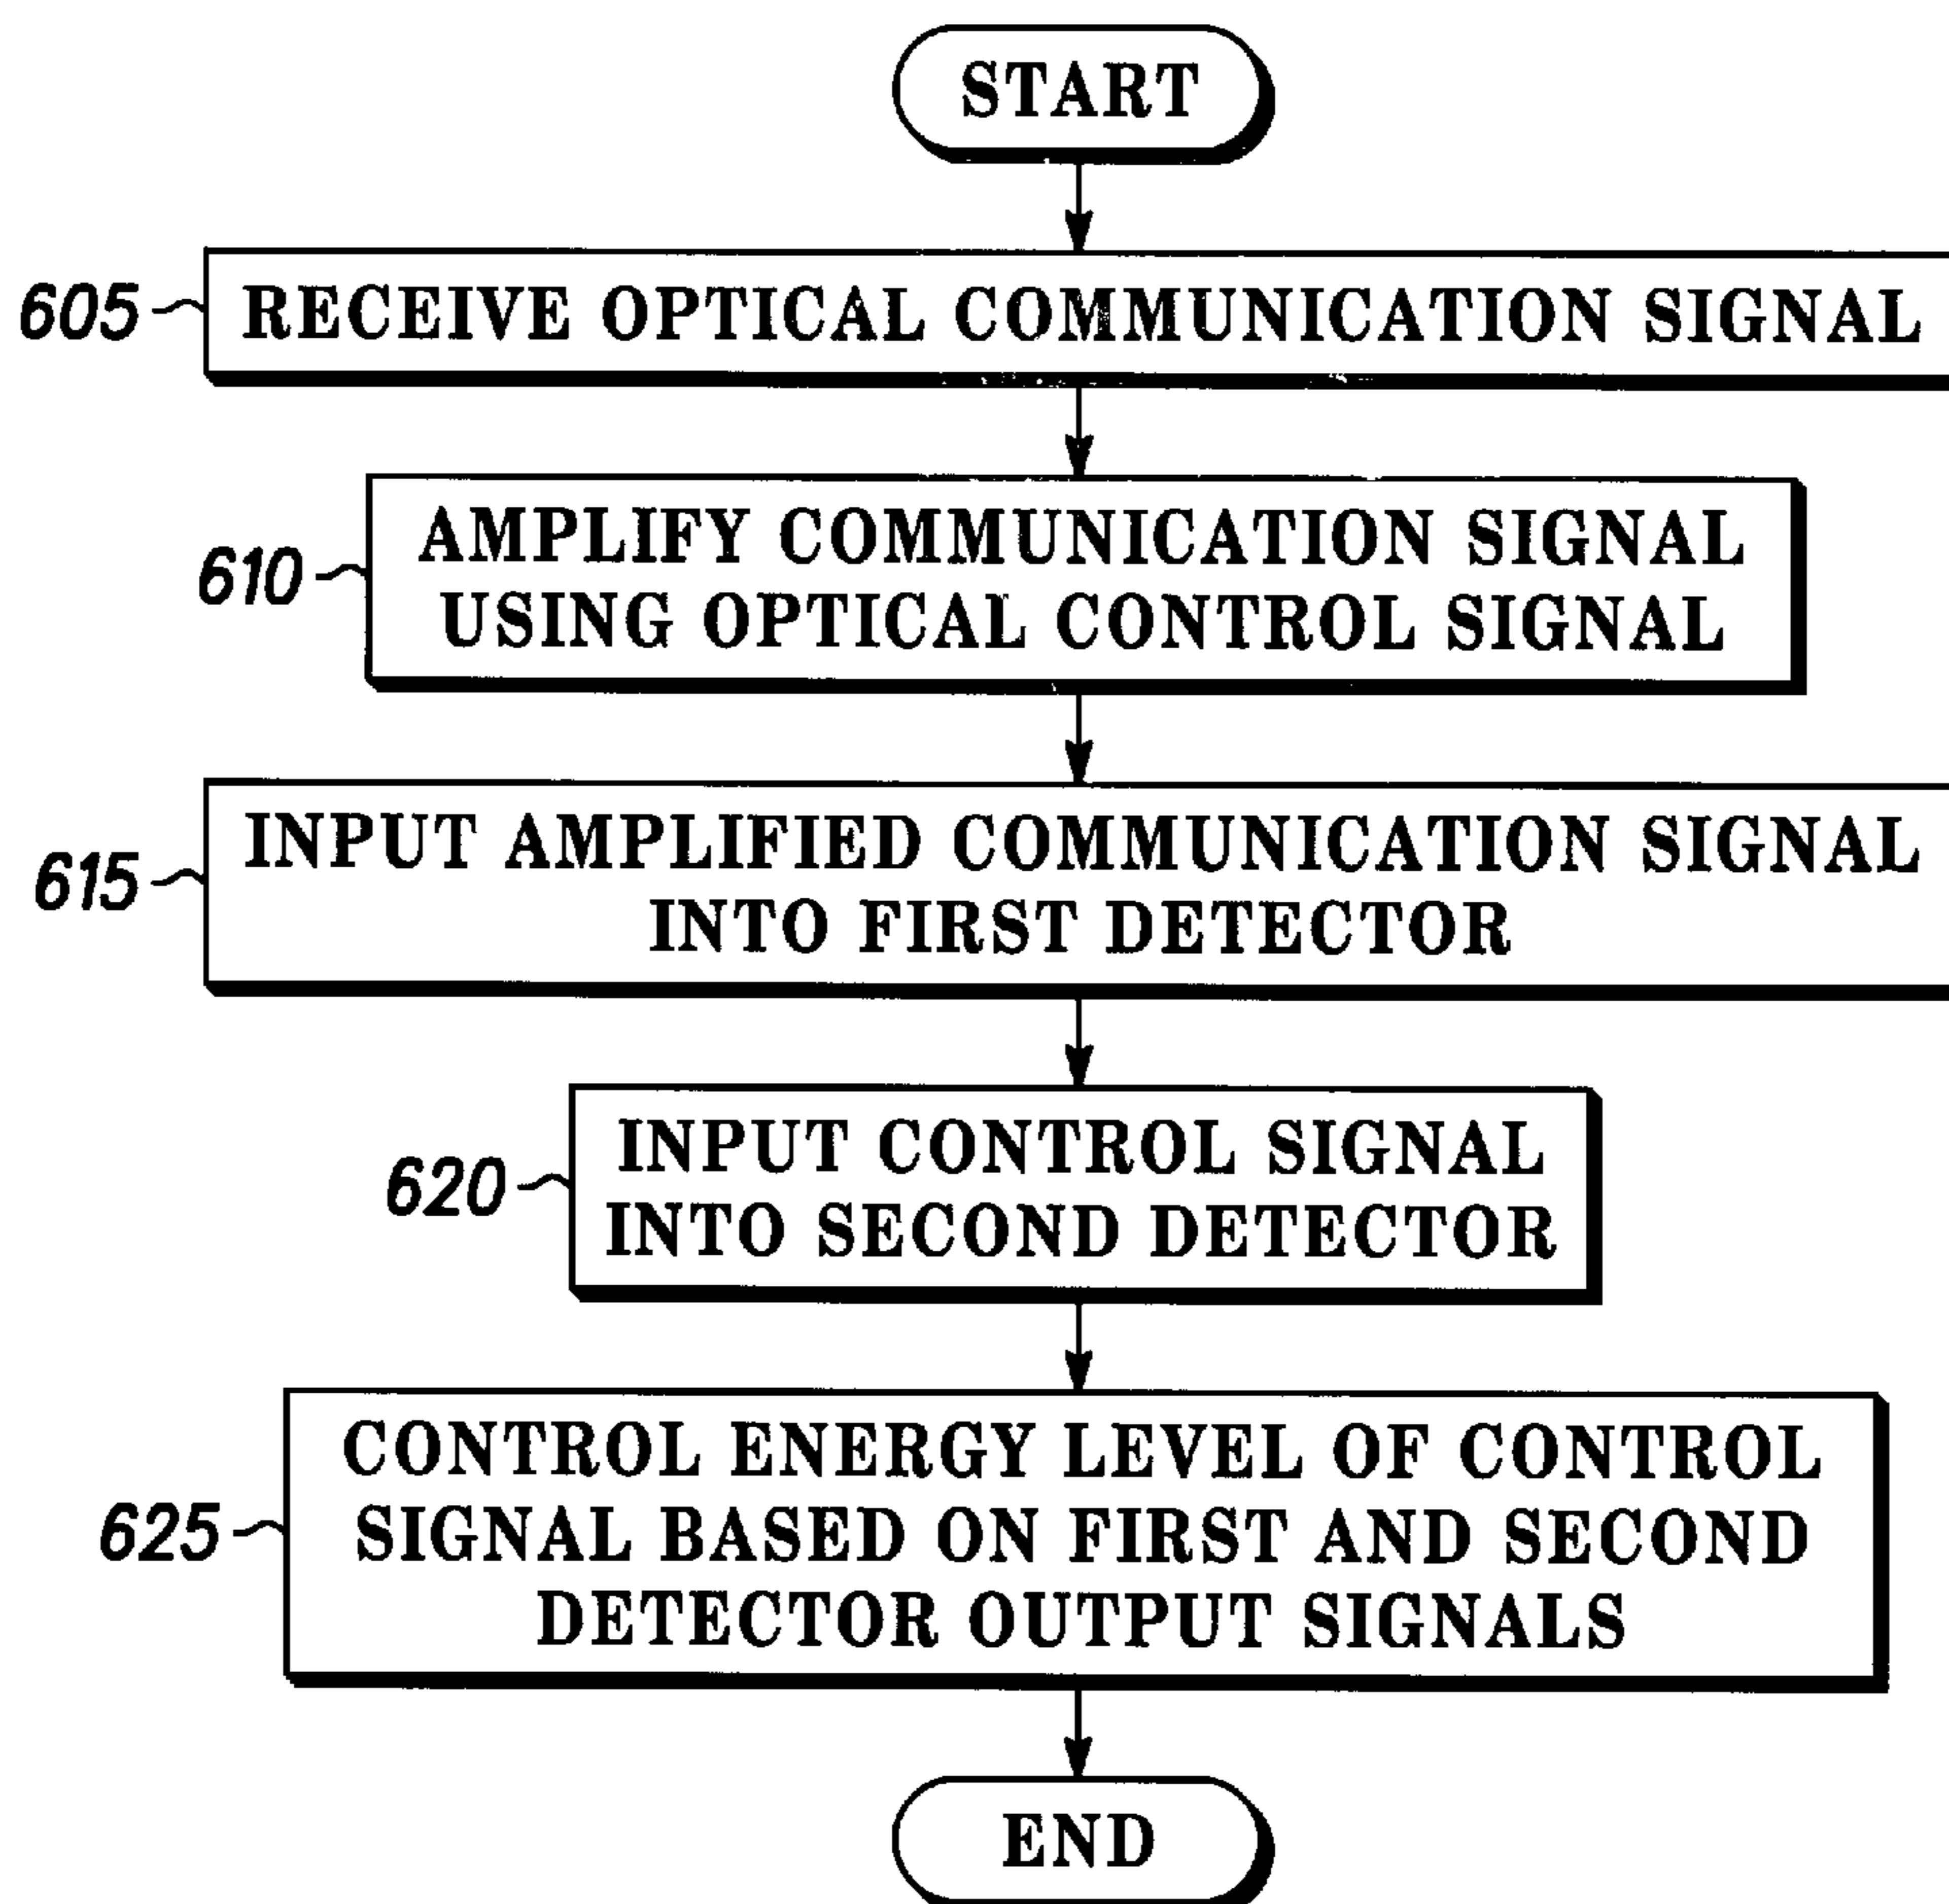 START
605
RECEIVE OPTICAL COMMUNICATION SIGNAL
610
AMPLIFY COMMUNICATION SIGNAL
USING OPTICAL CONTROL SIGNAL
615
INPUT AMPLIFIED COMMUNICATION SIGNAL
INTO FIRST DETECTOR
620
INPUT CONTROL SIGNAL
INTO SECOND DETECTOR
625
CONTROL ENERGY LEVEL OF CONTROL
SIGNAL BASED ON FIRST AND SECOND
DETECTOR OUTPUT SIGNALS
END